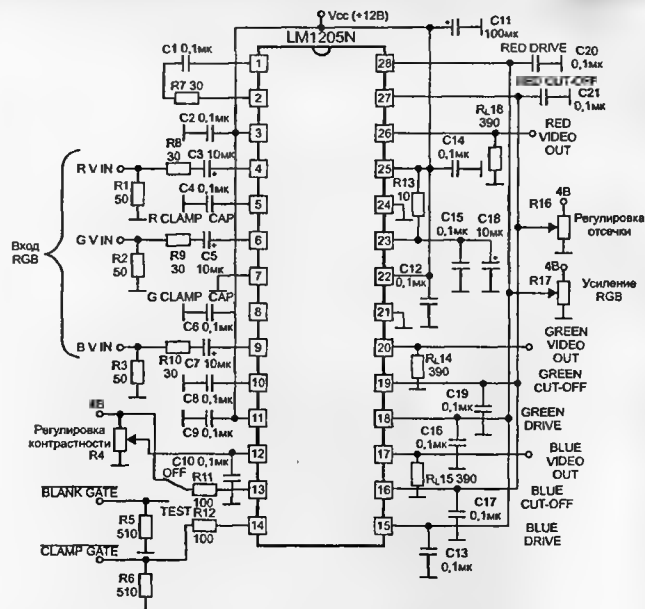 Vcc (+12В)
LM1205N
C11
100мк
C1 0,1мк
R7 30
C2 0,1мк
R8
30
C3 10мк
R V IN
R1
50
C4 0,1мк
R CLAMP CAP
Вход
RGB
G V IN
R2
50
R9
30
C5
10мк
G CLAMP CAP
C6 0,1мк
B V IN
R3
50
R10
30
C7
10мк
C8 0,1мк
C9 0,1мк
4В
Регулировка
контрастности
R4
C10 0,1мк
OFF
R11
100
BLANK GATE
R5
510
TEST
R12
100
CLAMP GATE
R6
510
1
2
3
4
5
6
7
8
9
10
11
12
13
14
28
27
26
25
24
23
22
21
20
19
18
17
16
15
RED DRIVE
C20
0,1мк
RED CUT-OFF
C21
0,1мк
RL18
390
RED
VIDEO
OUT
C14
0,1мк
R13
10
C15
0,1мк
C18
10мк
4В
R16
Регулировка
отсечки
4В
R17
Усиление
RGB
C12
0,1мк
GREEN
VIDEO
OUT
RL14
390
GREEN
CUT-OFF
C19
0,1мк
GREEN
DRIVE
C16
0,1мк
BLUE
VIDEO
OUT
RL15 390
BLUE
CUT-OFF
C17
0,1мк
BLUE
DRIVE
C13
0,1мк